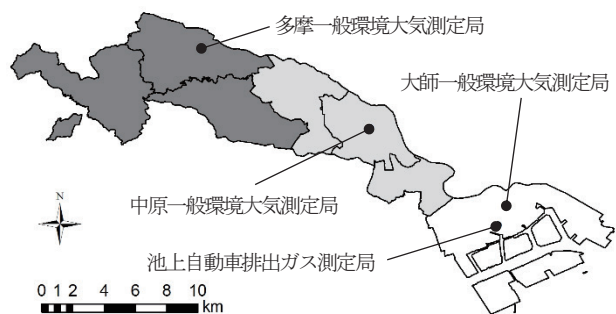 多摩一般環境大気測定局
大師一般環境大気測定局
中原一般環境大気測定局
池上自動車排出ガス測定局
N
0 1 2 4 6 8 10
km